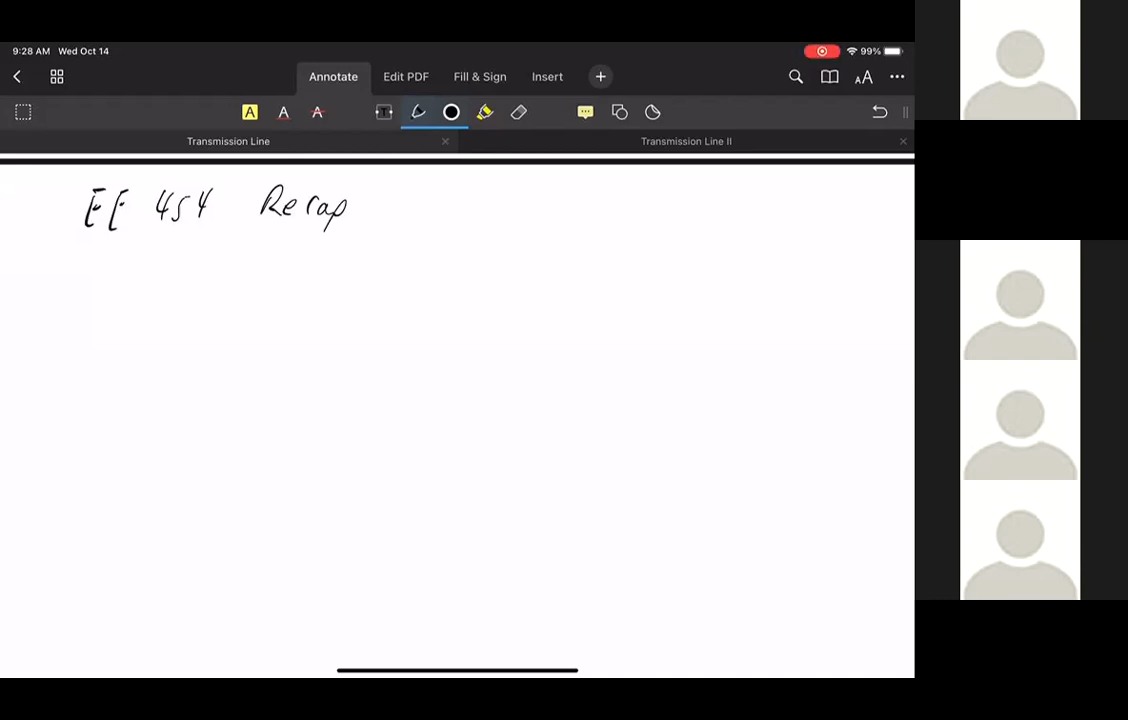 9:28 AM Wed Oct 14
99%
Annotate Edit PDF Fill & Sign Insert
A A A T
AA
Transmission Line
Transmission Line II
EE 454 Recap